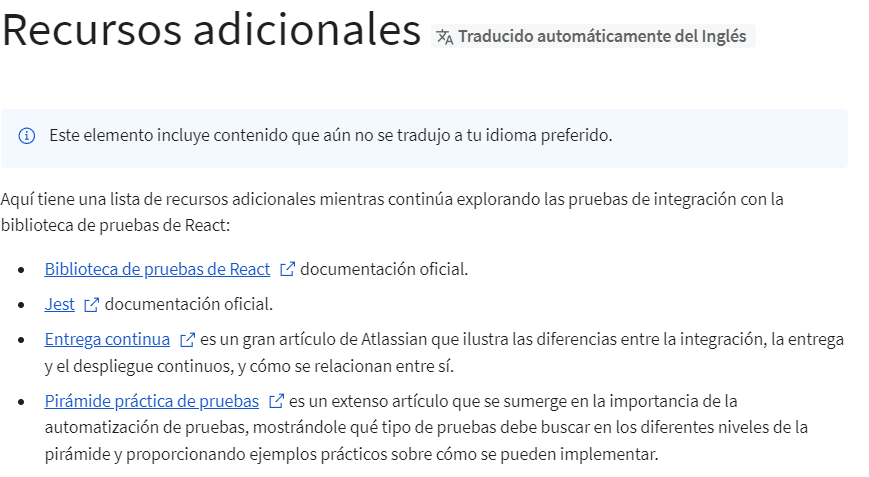 Recursos adicionales Traducido automáticamente del Inglés
Este elemento incluye contenido que aún no se tradujo a tu idioma preferido.
Aquí tiene una lista de recursos adicionales mientras continúa explorando las pruebas de integración con la
biblioteca de pruebas de React:
• Biblioteca de pruebas de React documentación oficial.
• Jest documentación oficial.
• Entrega continua es un gran artículo de Atlassian que ilustra las diferencias entre la integración, la entrega
y el despliegue continuos, y cómo se relacionan entre sí.
• Pirámide práctica de pruebas es un extenso artículo que se sumerge en la importancia de la
automatización de pruebas, mostrándole qué tipo de pruebas debe buscar en los diferentes niveles de la
pirámide y proporcionando ejemplos prácticos sobre cómo se pueden implementar.